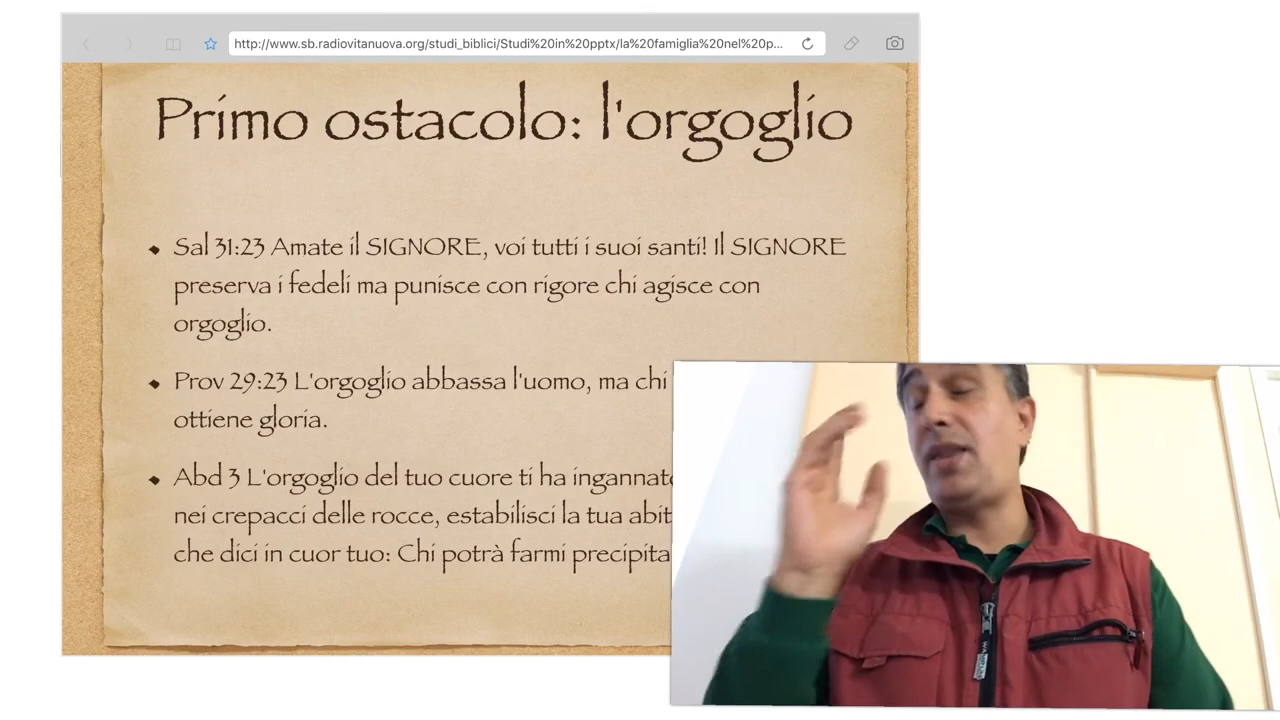 http://www.sb.radiovitanuova.org/studi_biblici/Studi%20in%20pptx/la%20famiglia%20nel%20p...
Primo ostacolo: l'orgoglio
Sal 31:23 Amate il SIGNORE, voi tutti i suoi santi! Il SIGNORE
preserva i fedeli ma punisce con rigore chi agisce con
orgoglio.
Prov 29:23 L'orgoglio abbassa l'uomo, ma chi
ottiene gloria.
Abd 3 L'orgoglio del tuo cuore ti ha ingannato
nei crepacci delle rocce, estabilisci la tua abit
che dici in cuor tuo: Chi potrà farmi precipita